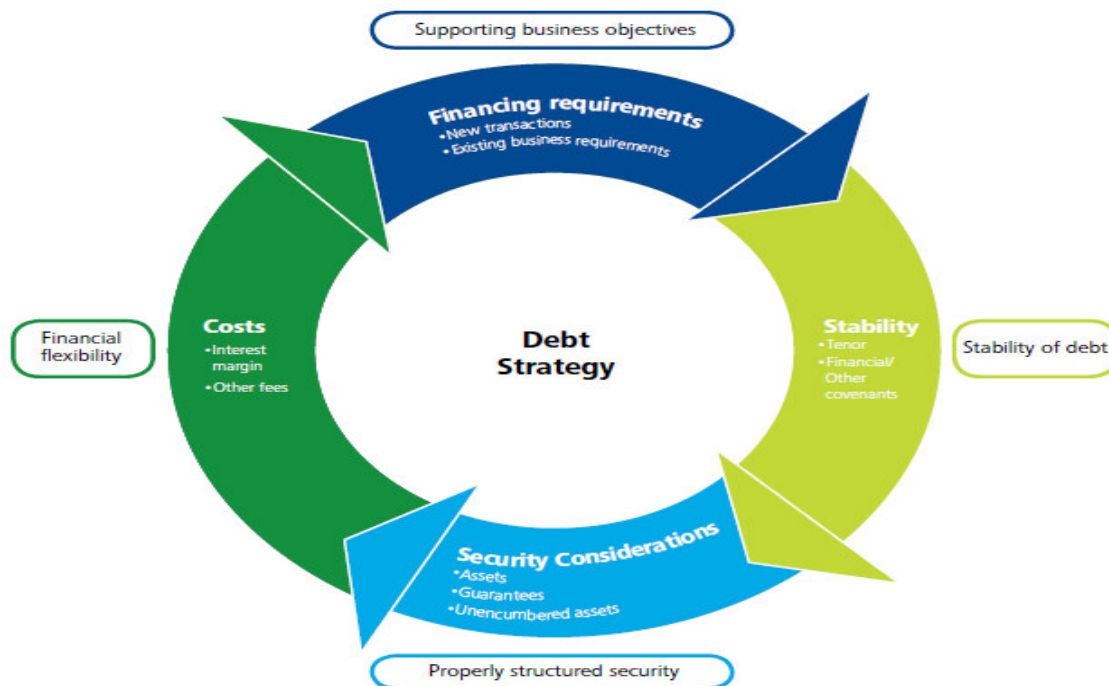 Supporting business objectives
Financing requirements
•New transactions
•Existing business requirements
Costs
•Interest
margin
•Other fees
Financial
flexibility
Debt
Strategy
Stability
•Tenor
•Financial/
Other
covenants
Stability of debt
Security Considerations
•Assets
•Guarantees
•Unencumbered assets
Properly structured security